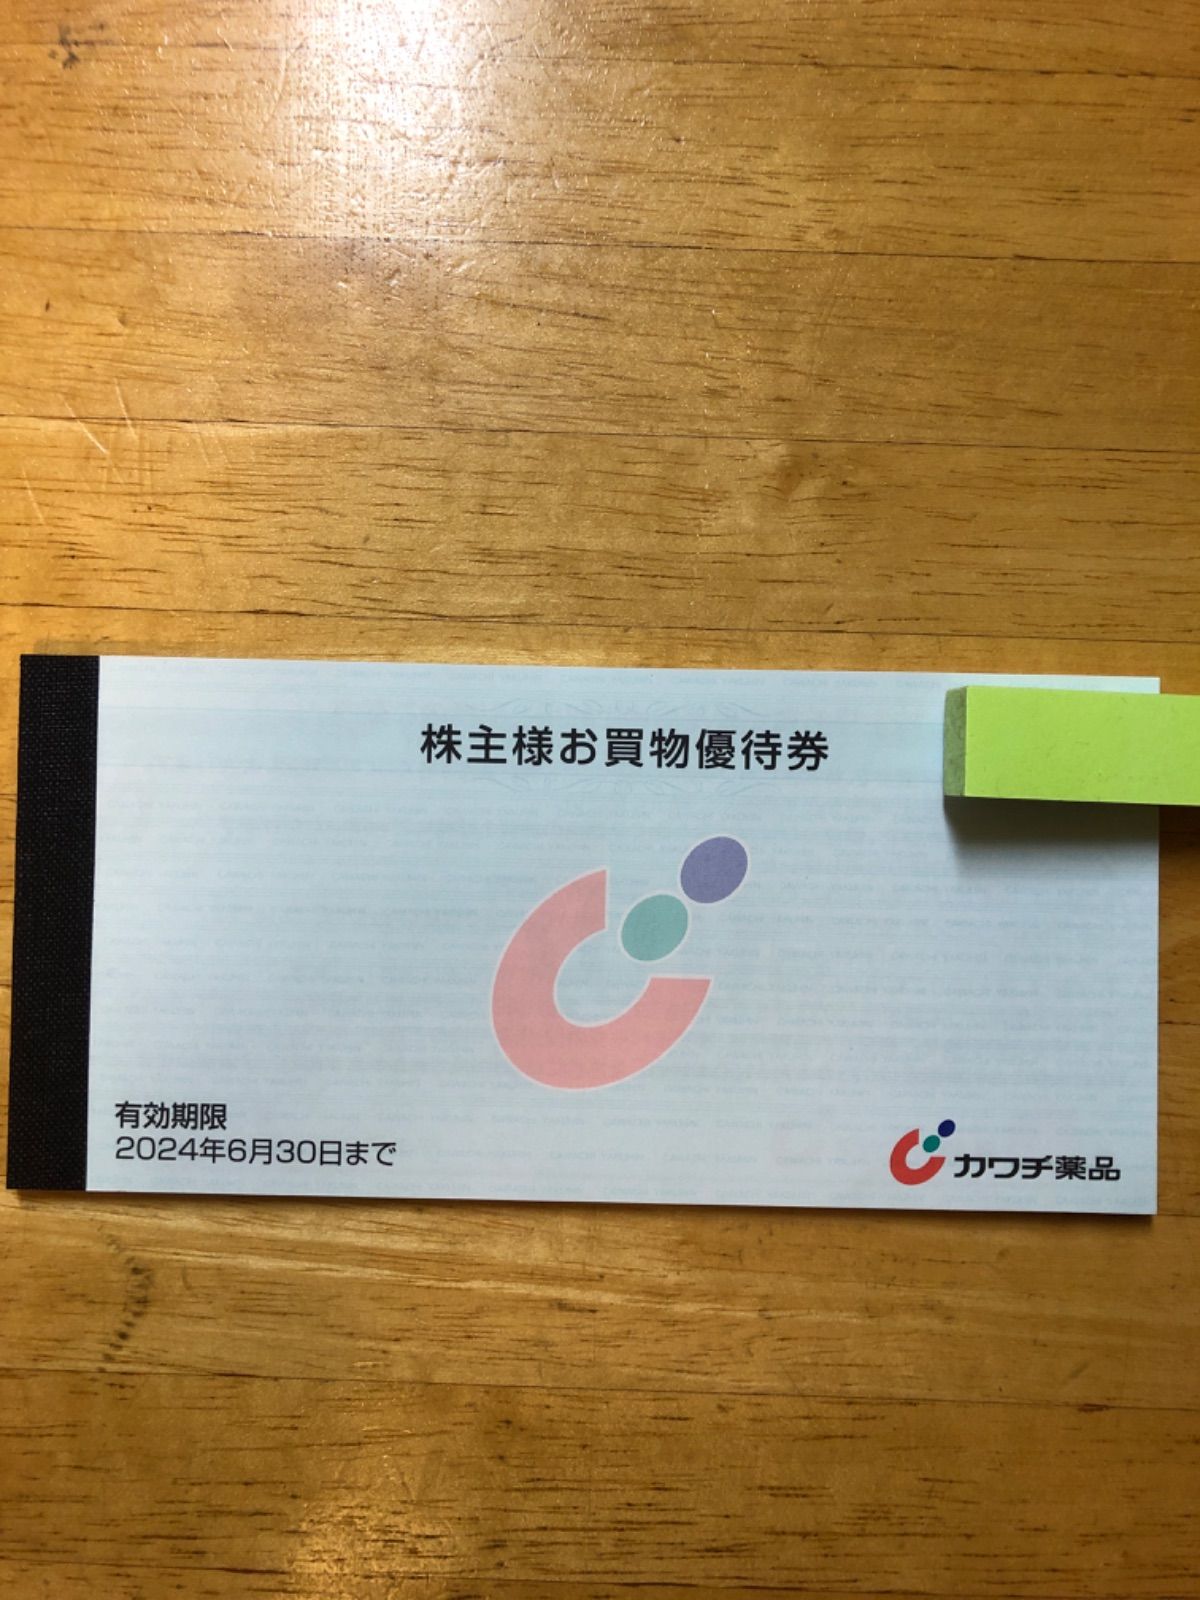 株主様お買物優待券
有効期限
2024年6月30日まで
カワチ薬品